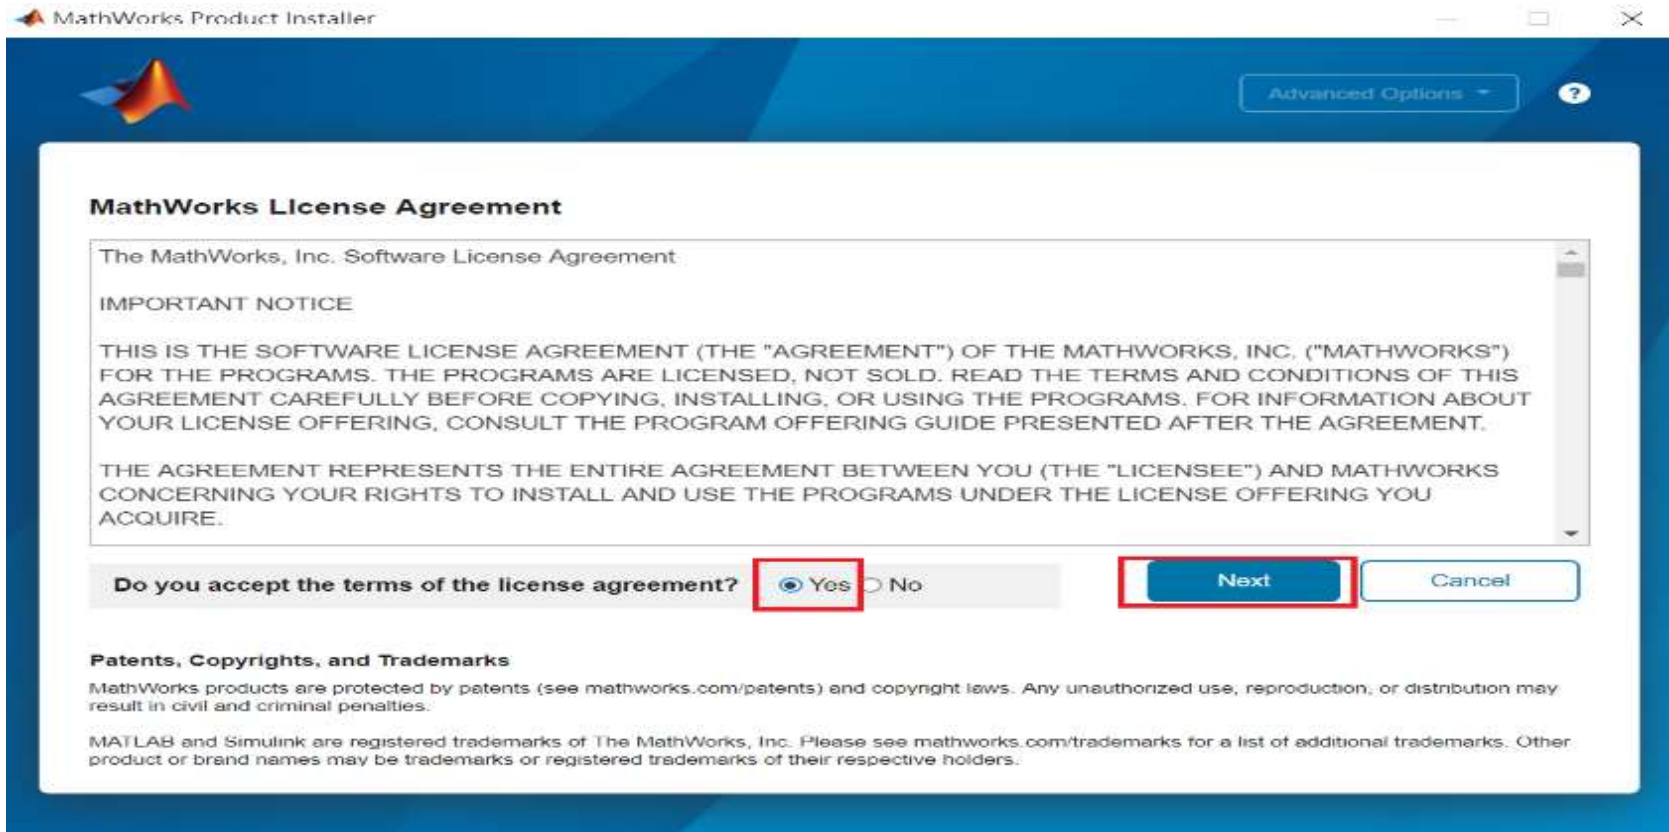 MathWorks Product Installer
Advanced Options
?
MathWorks License Agreement
The MathWorks, Inc. Software License Agreement
IMPORTANT NOTICE
THIS IS THE SOFTWARE LICENSE AGREEMENT (THE "AGREEMENT") OF THE MATHWORKS, INC. ("MATHWORKS")
FOR THE PROGRAMS. THE PROGRAMS ARE LICENSED, NOT SOLD. READ THE TERMS AND CONDITIONS OF THIS
AGREEMENT CAREFULLY BEFORE COPYING, INSTALLING, OR USING THE PROGRAMS. FOR INFORMATION ABOUT
YOUR LICENSE OFFERING, CONSULT THE PROGRAM OFFERING GUIDE PRESENTED AFTER THE AGREEMENT.
THE AGREEMENT REPRESENTS THE ENTIRE AGREEMENT BETWEEN YOU (THE "LICENSEE") AND MATHWORKS
CONCERNING YOUR RIGHTS TO INSTALL AND USE THE PROGRAMS UNDER THE LICENSE OFFERING YOU
ACQUIRE.
Do you accept the terms of the license agreement? Yes No
Next Cancel
Patents, Copyrights, and Trademarks
MathWorks products are protected by patents (see mathworks.com/patents) and copyright laws. Any unauthorized use, reproduction, or distribution may
result in civil and criminal penalties.
MATLAB and Simulink are registered trademarks of The MathWorks, Inc. Please see mathworks.com/trademarks for a list of additional trademarks. Other
product or brand names may be trademarks or registered trademarks of their respective holders.